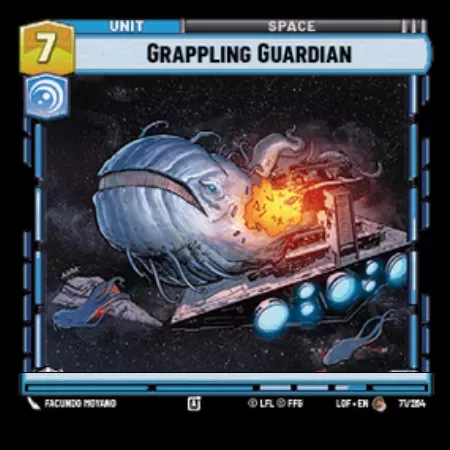 UNIT SPACE
7 GRAPPLING GUARDIAN
FACUNDO MOYANO Ⓒ LFL Ⓟ FFG LOF • EN 71/264